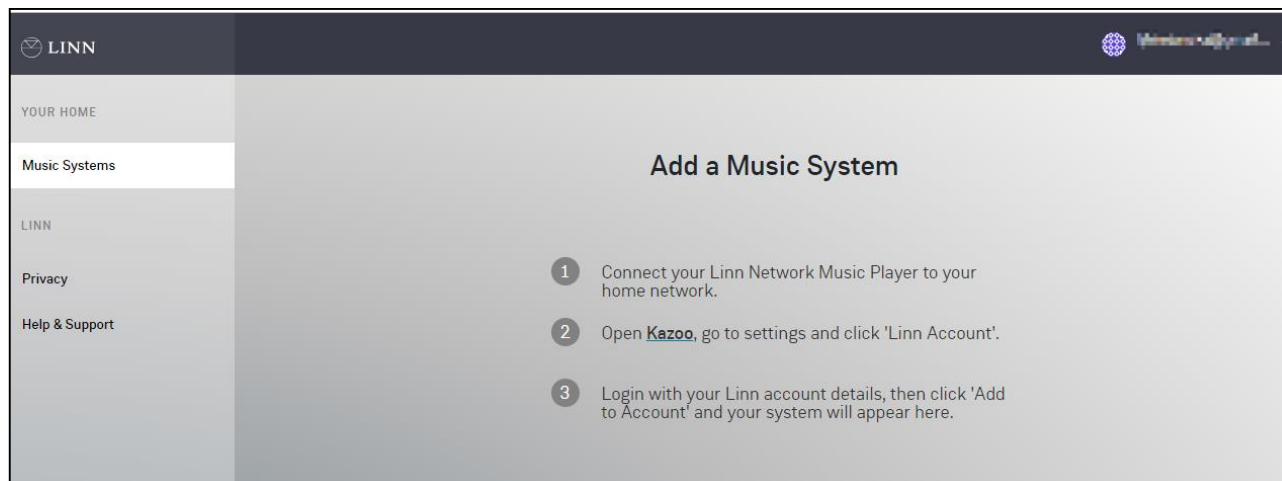 LINN
YOUR HOME
Music Systems
LINN
Privacy
Help & Support
Add a Music System
1 Connect your Linn Network Music Player to your
home network.
2 Open Kazoo, go to settings and click 'Linn Account'.
3 Login with your Linn account details, then click 'Add
to Account' and your system will appear here.